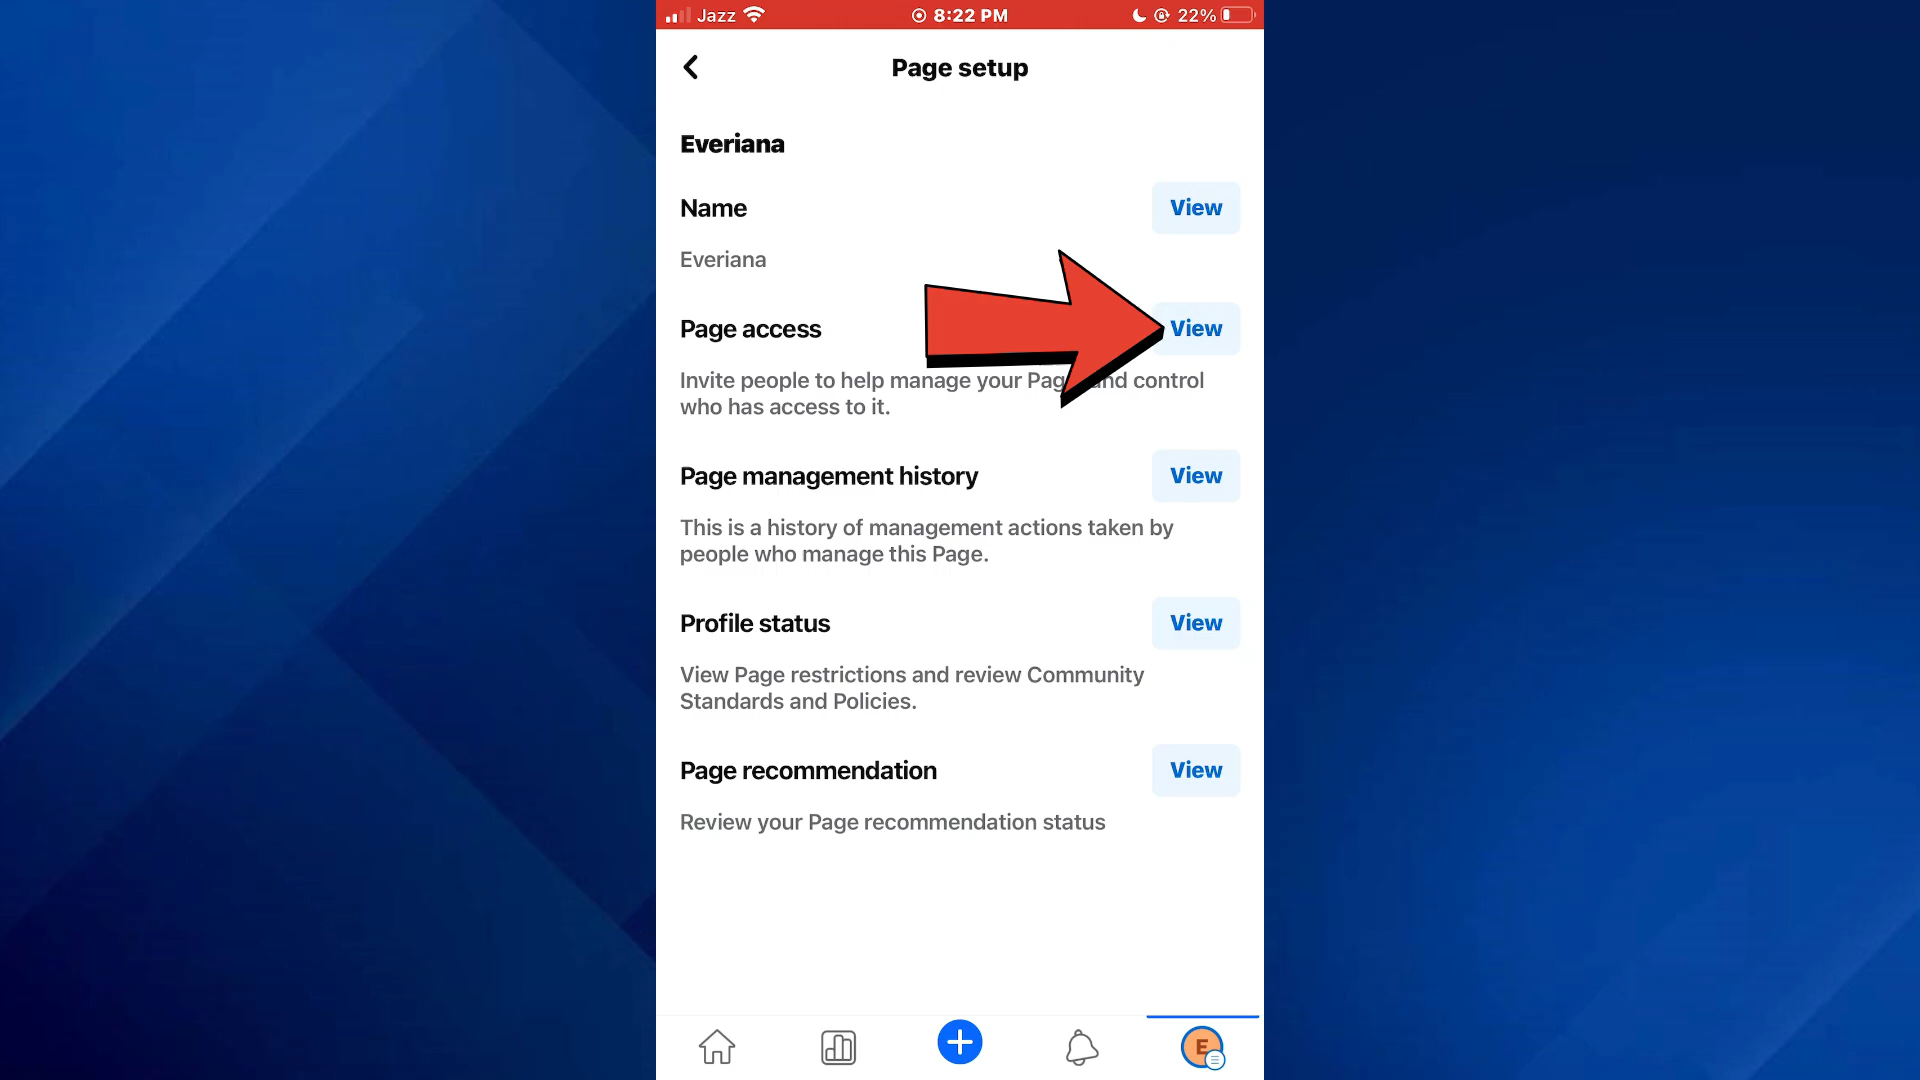 Jazz 8:22 PM 22%
Page setup
Everiana
Name View
Everiana
Page access View
Invite people to help manage your Pag nd control
who has access to it.
Page management history View
This is a history of management actions taken by
people who manage this Page.
Profile status View
View Page restrictions and review Community
Standards and Policies.
Page recommendation View
Review your Page recommendation status
E